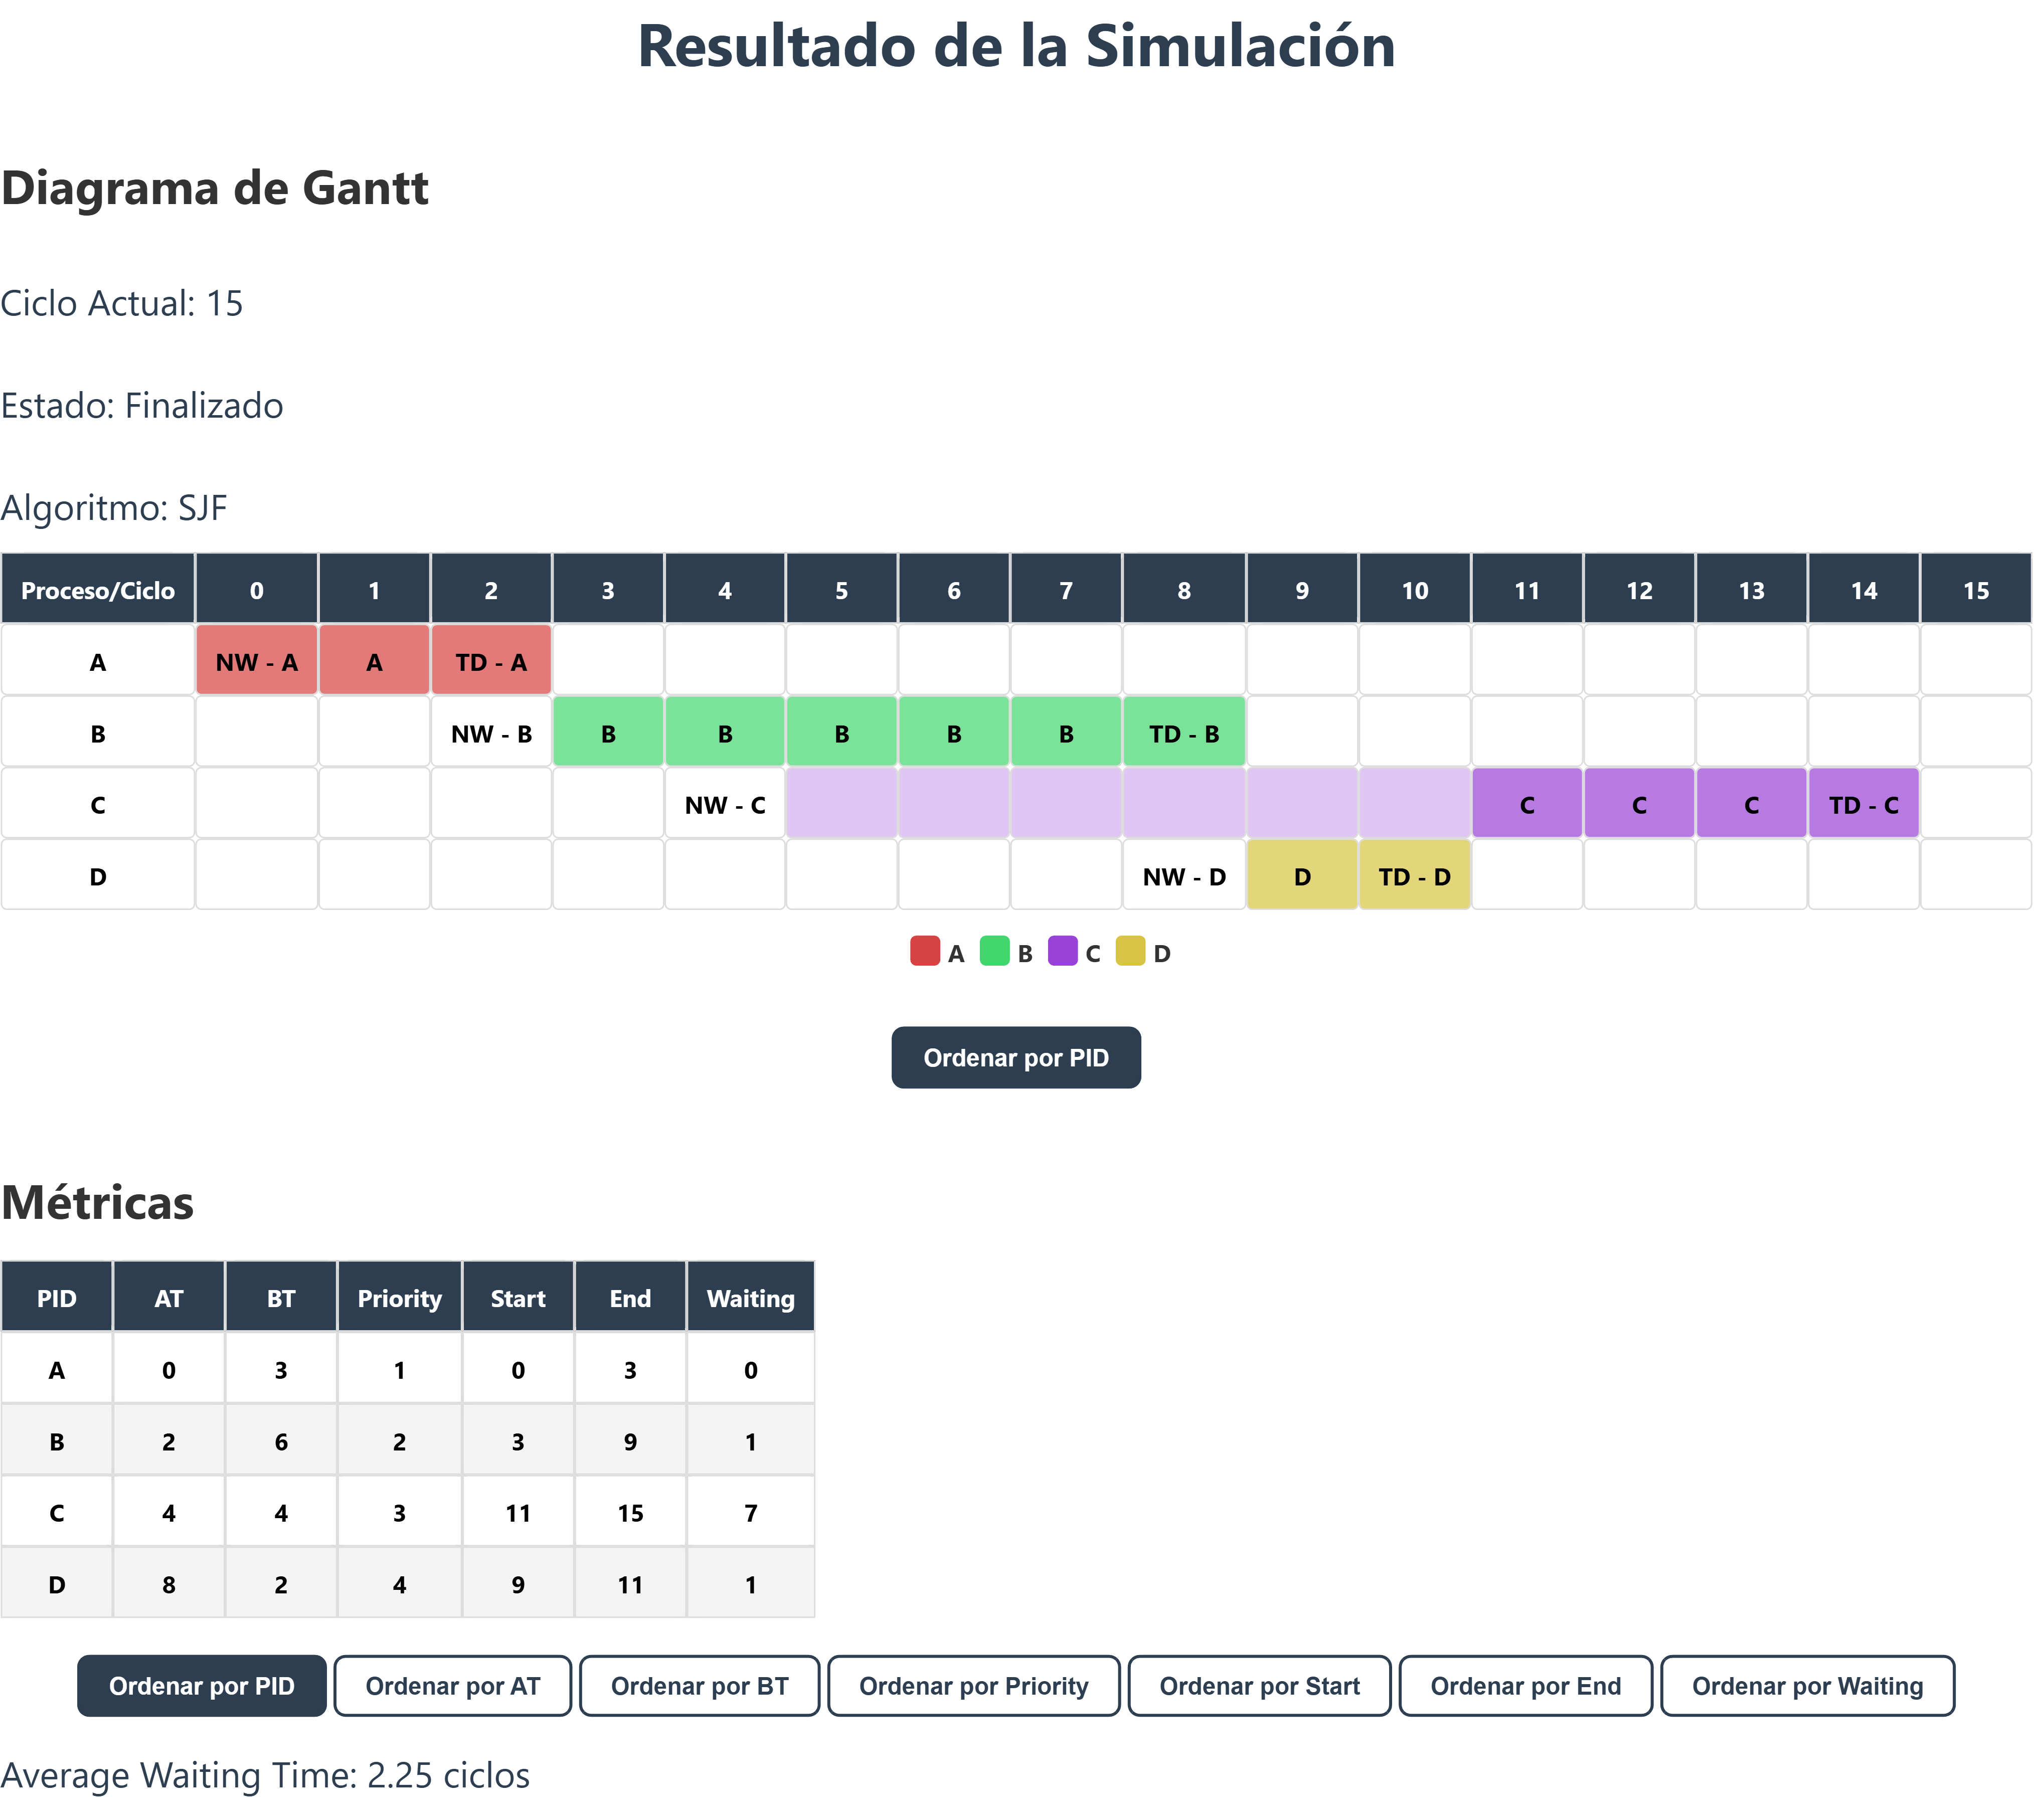 Resultado de la Simulación
Diagrama de Gantt
Ciclo Actual: 15
Estado: Finalizado
Algoritmo: SJF
Proceso/Ciclo 0 1 2 3 4 5 6 7 8 9 10 11 12 13 14 15
A NW - A A TD - A
B NW - B B B B B B TD - B
C NW - C C C C TD - C
D NW - D D TD - D
A B C D
Ordenar por PID
Métricas
PID AT BT Priority Start End Waiting
A 0 3 1 0 3 0
B 2 6 2 3 9 1
C 4 4 3 11 15 7
D 8 2 4 9 11 1
Ordenar por PID Ordenar por AT Ordenar por BT Ordenar por Priority Ordenar por Start Ordenar por End Ordenar por Waiting
Average Waiting Time: 2.25 ciclos